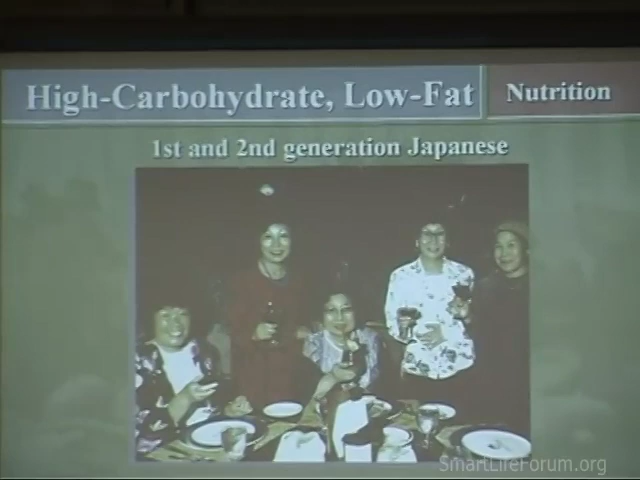 High-Carbohydrate, Low-Fat
Nutrition
1st and 2nd generation Japanese
SmartLifeForum.org